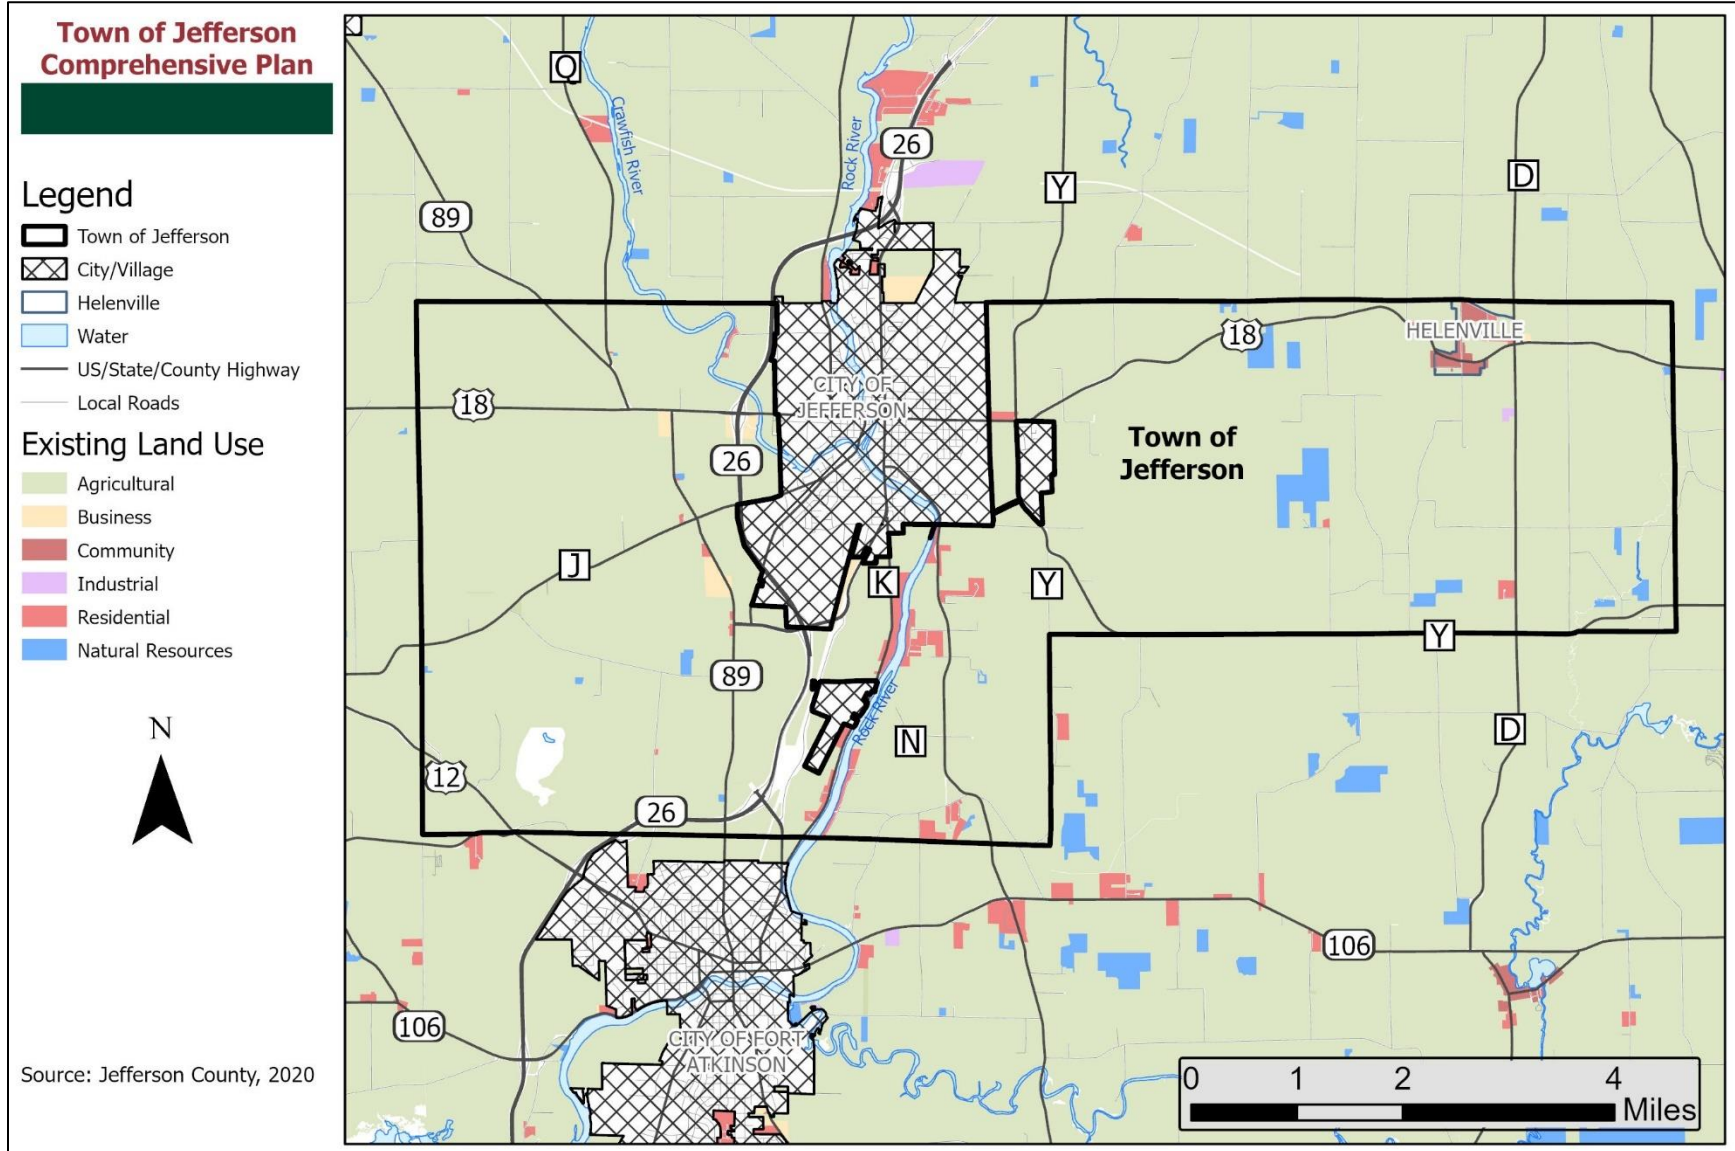 Town of Jefferson
Comprehensive Plan
Legend
Town of Jefferson
City/Village
Helenville
Water
US/State/County Highway
Local Roads
Existing Land Use
Agricultural
Business
Community
Industrial
Residential
Natural Resources
N
Source: Jefferson County, 2020
Q
Crawfish River
Rock River
26
89
Y
D
18
HELENVILLE
18
CITY OF
JEFFERSON
26
Town of
Jefferson
J
K
Y
Y
89
Rock River
N
D
12
26
106
106
CITY OF FORT
ATKINSON
0 1 2 4
Miles